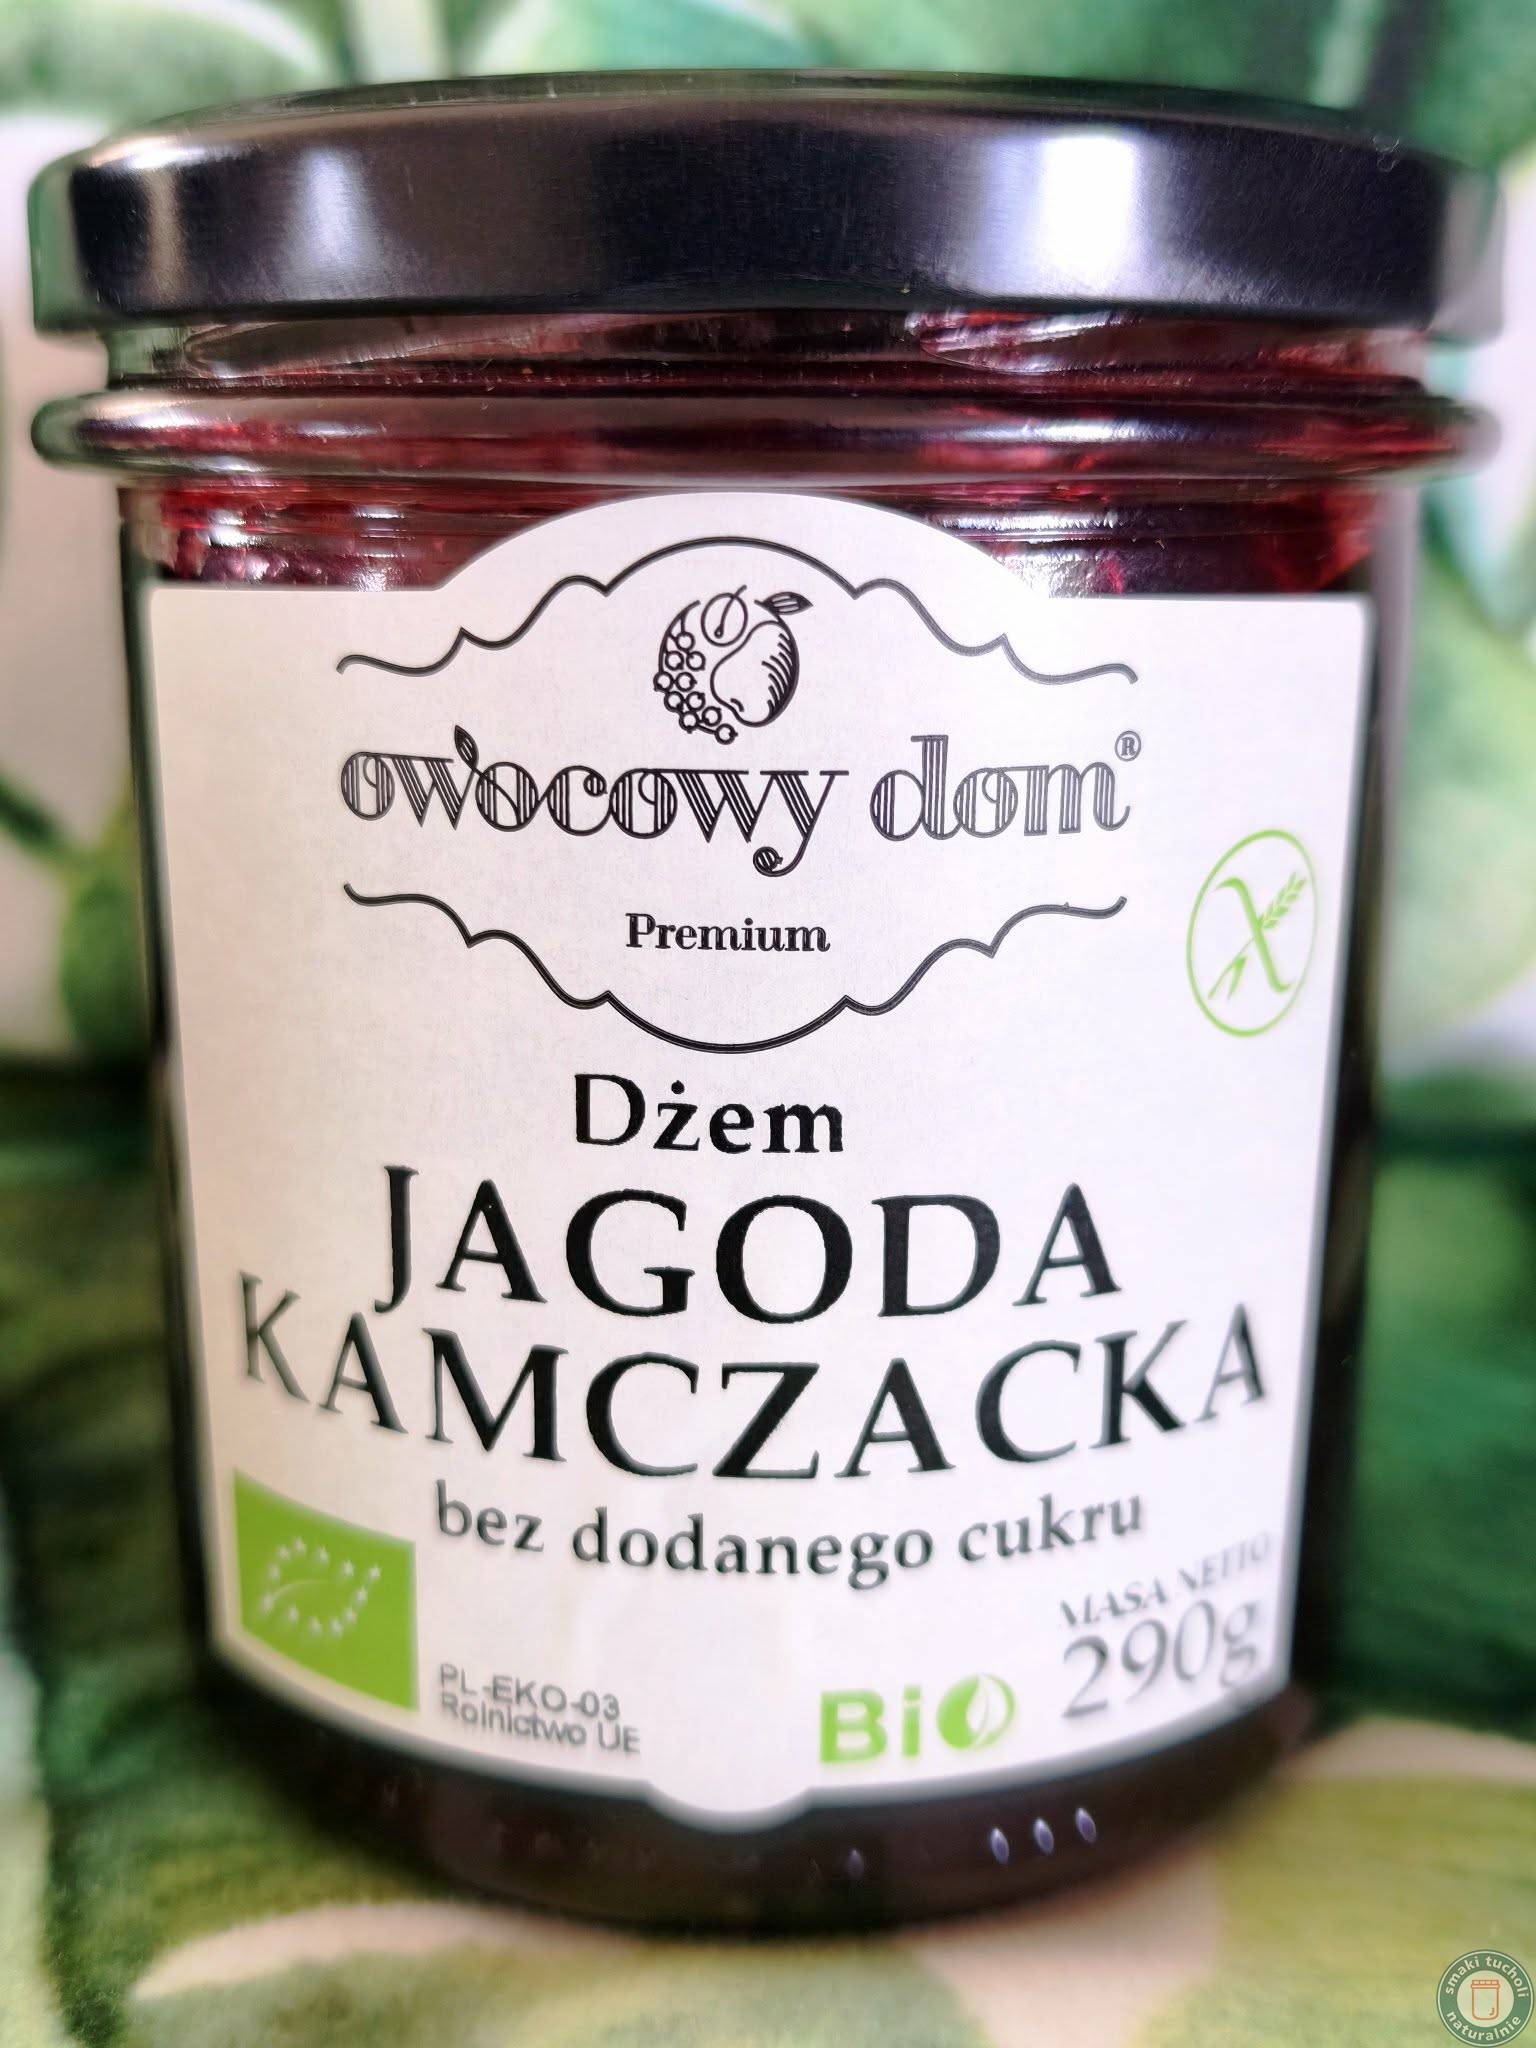 owocowy dom®
Premium
Dżem
JAGODA
KAMCZACKA
bez dodanego cukru
MASA NETTO
290g
PL-EKO-03
Rolnictwo UE
BiO
smaki tucholi
naturalnie